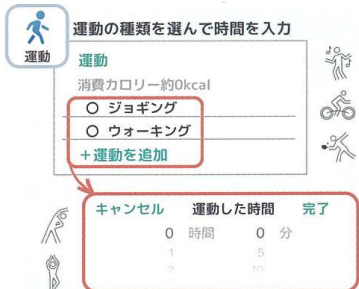 運動
運動の種類を選んで時間を入力
運動
消費カロリー約0kcal
○ ジョギング
○ ウォーキング
+運動を追加
キャンセル 運動した時間 完了
0 時間 0 分
1 5
2 10